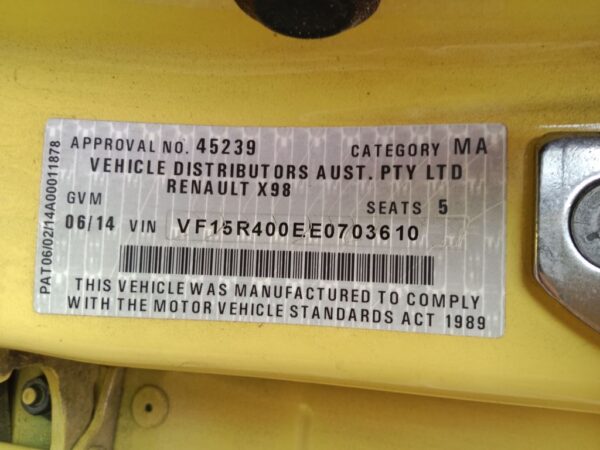 APPROVAL NO. 45239 CATEGORY MA
VEHICLE DISTRIBUTORS AUST. PTY LTD
RENAULT X98
GVM SEATS 5
06/14 VIN VF15R400EE0703610
THIS VEHICLE WAS MANUFACTURED TO COMPLY
WITH THE MOTOR VEHICLE STANDARDS ACT 1989
PAT06/02/14A00011878